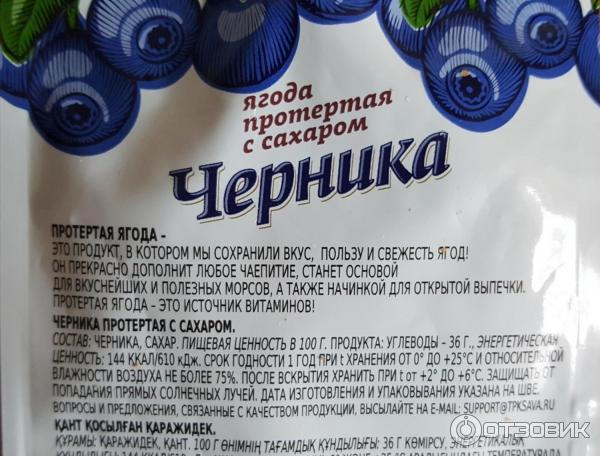 ягода
протертая
с сахаром
Черника
ПРОТЕРТАЯ ЯГОДА –
ЭТО ПРОДУКТ, В КОТОРОМ МЫ СОХРАНИЛИ ВКУС, ПОЛЬЗУ И СВЕЖЕСТЬ ЯГОД!
ОН ПРЕКРАСНО ДОПОЛНИТ ЛЮБОЕ ЧАЕПИТИЕ, СТАНЕТ ОСНОВОЙ
ДЛЯ ВКУСНЕЙШИХ И ПОЛЕЗНЫХ МОРСОВ, А ТАКЖЕ НАЧИНКОЙ ДЛЯ ОТКРЫТОЙ ВЫПЕЧКИ.
ПРОТЕРТАЯ ЯГОДА – ЭТО ИСТОЧНИК ВИТАМИНОВ!
ЧЕРНИКА ПРОТЕРТАЯ С САХАРОМ.
СОСТАВ: ЧЕРНИКА, САХАР. ПИЩЕВАЯ ЦЕННОСТЬ В 100 Г. ПРОДУКТА: УГЛЕВОДЫ – 36 Г., ЭНЕРГЕТИЧЕСКАЯ
ЦЕННОСТЬ: 144 ККАЛ/610 кДж. СРОК ГОДНОСТИ 1 ГОД ПРИ t ХРАНЕНИЯ ОТ 0° ДО +25°С И ОТНОСИТЕЛЬНОЙ
ВЛАЖНОСТИ ВОЗДУХА НЕ БОЛЕЕ 75%. ПОСЛЕ ВСКРЫТИЯ ХРАНИТЬ ПРИ t от +2° ДО +6°С. ЗАЩИЩАТЬ ОТ
ПОПАДАНИЯ ПРЯМЫХ СОЛНЕЧНЫХ ЛУЧЕЙ. ДАТА ИЗГОТОВЛЕНИЯ И УПАКОВЫВАНИЯ УКАЗАНА НА ШВЕ.
ВОПРОСЫ И ПРЕДЛОЖЕНИЯ, СВЯЗАННЫЕ С КАЧЕСТВОМ ПРОДУКЦИИ, ВЫСЫЛАЙТЕ НА E-MAIL: SUPPORT@TPKSAVA.RU
ҚАНТ ҚОСЫЛҒАН ҚАРАЖИДЕК.
ҚҰРАМЫ: ҚАРАЖИДЕК, ҚАНТ. 100 Г ӨНІМНІҢ ТАҒАМДЫҚ ҚҰНДЫЛЫҒЫ: 36 Г КӨМІРСУ, ЭНЕРГЕТИКАЛЫҚ
ОТЗОВИК